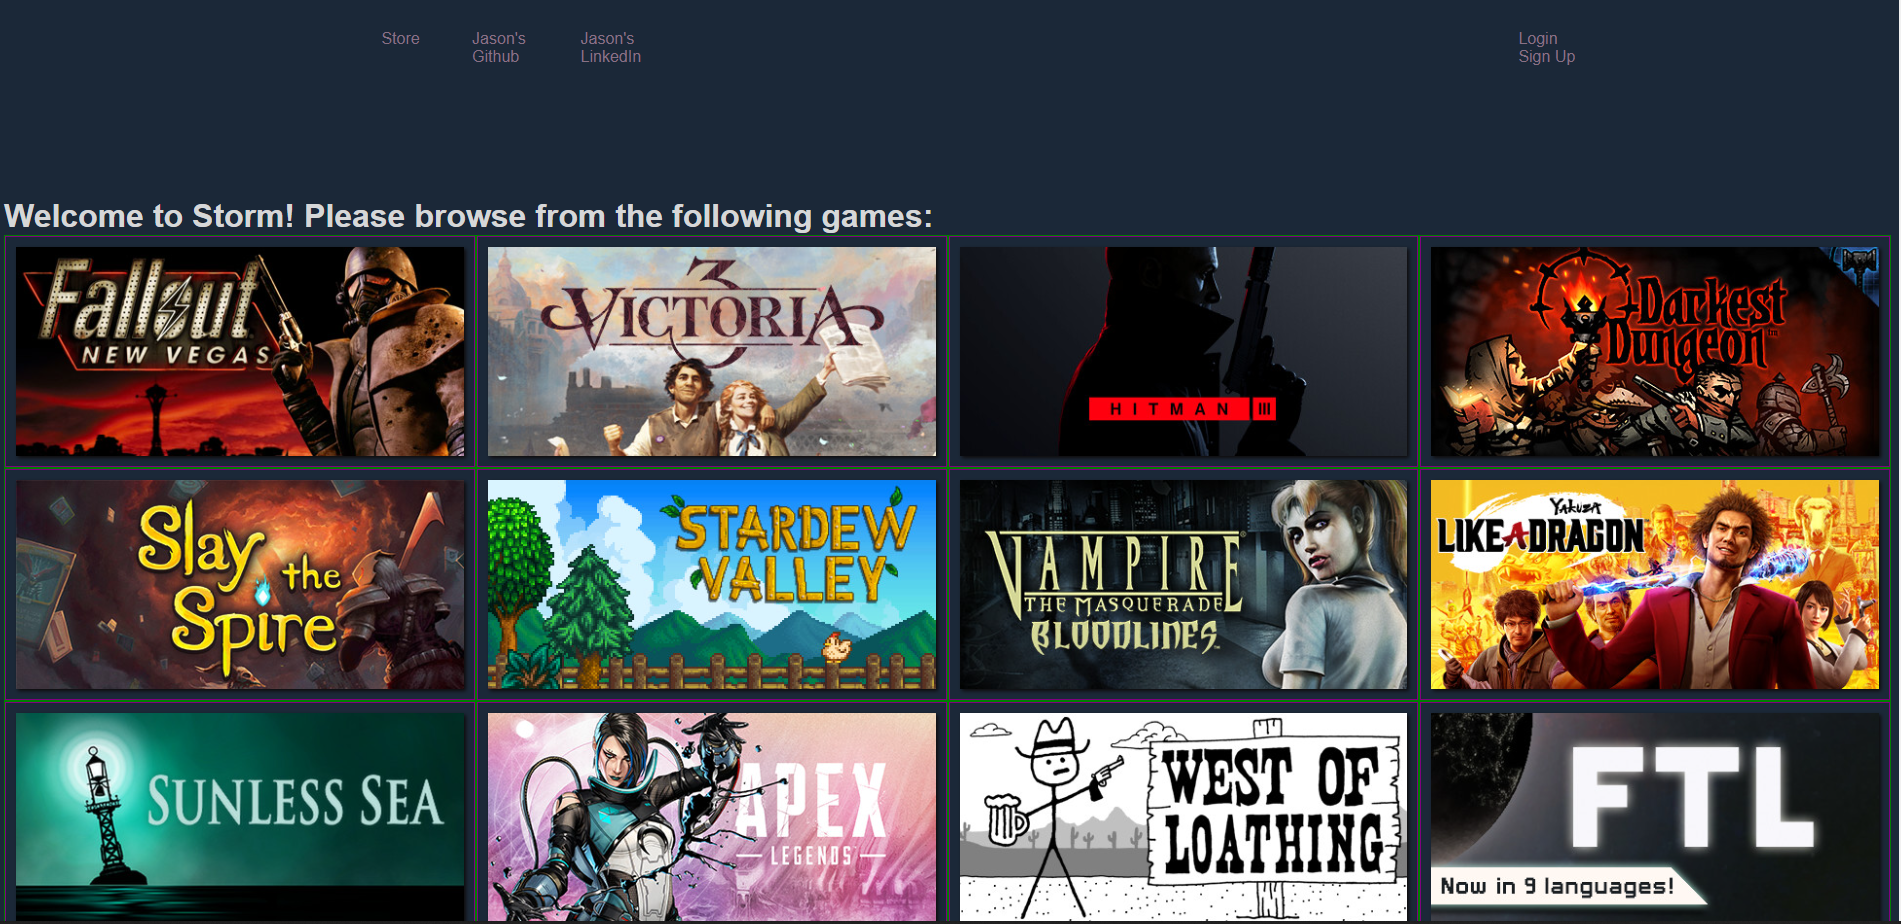 Store
Jason's
Github
Jason's
LinkedIn
Login
Sign Up
Welcome to Storm! Please browse from the following games:
Fallout
NEW VEGAS
3
VICTORIA
HITMAN III
Darkest
Dungeon™
Slay
the
Spire
STARDEW
VALLEY
VAMPIRE®
THE MASQUERADE
BLOODLINES™
YAKUZA
LIKE A DRAGON
SUNLESS SEA
APEX
LEGENDS
WEST OF
LOATHING
FTL
Now in 9 languages!